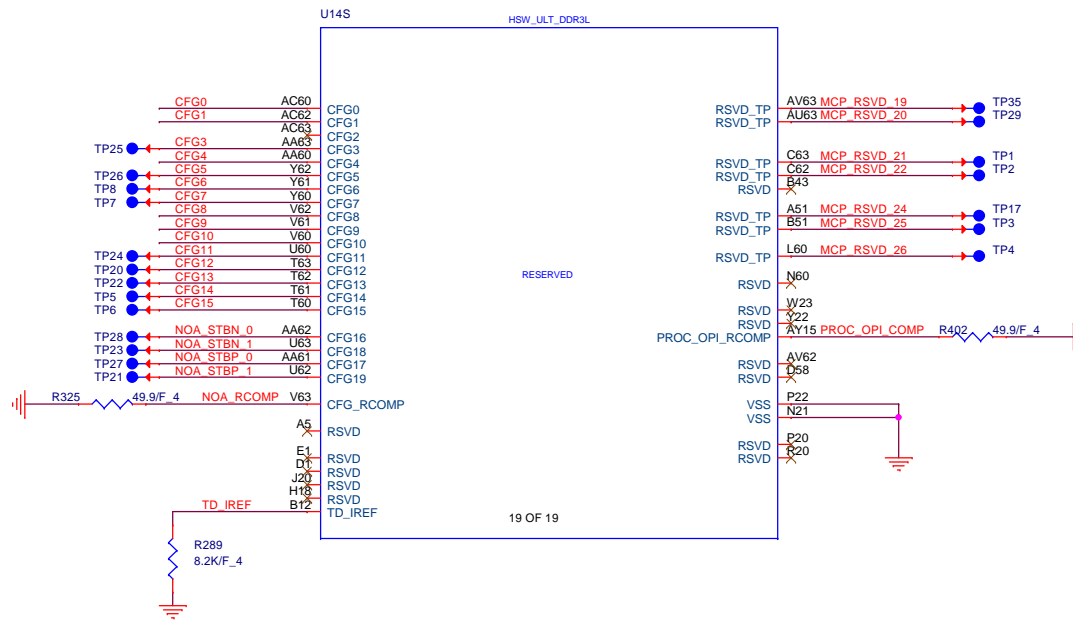 U14S
HSW_ULT_DDR3L
CFG0 AC60 CFG0 RSVD_TP AV63 MCP_RSVD_19 TP35
CFG1 AC62 CFG1 RSVD_TP AU63 MCP_RSVD_20 TP29
AC63 CFG2
TP25 CFG3 AA63 CFG3
CFG4 AA60 CFG4 RSVD_TP C63 MCP_RSVD_21 TP1
TP26 CFG5 Y62 CFG5 RSVD_TP C62 MCP_RSVD_22 TP2
TP8 CFG6 Y61 CFG6 RSVD B43
TP7 CFG7 Y60 CFG7
CFG8 V62 CFG8 RSVD_TP A51 MCP_RSVD_24 TP17
CFG9 V61 CFG9 RSVD_TP B51 MCP_RSVD_25 TP3
CFG10 V60 CFG10
TP24 CFG11 U60 CFG11 RSVD_TP L60 MCP_RSVD_26 TP4
TP20 CFG12 T63 CFG12
RESERVED
TP22 CFG13 T62 CFG13 RSVD N60
TP5 CFG14 T61 CFG14
TP6 CFG15 T60 CFG15 RSVD W23
RSVD Y22
TP28 NOA_STBN_0 AA62 CFG16 PROC_OPI_RCOMP AY15 PROC_OPI_COMP R402 49.9/F_4
TP23 NOA_STBN_1 U63 CFG18
TP27 NOA_STBP_0 AA61 CFG17 RSVD AV62
TP21 NOA_STBP_1 U62 CFG19 RSVD D58
R325 49.9/F_4 NOA_RCOMP V63 CFG_RCOMP VSS P22
VSS N21
A5 RSVD
RSVD P20
E1 RSVD RSVD R20
D1 RSVD
J20 RSVD
H18 RSVD
TD_IREF B12 TD_IREF
19 OF 19
R289
8.2K/F_4